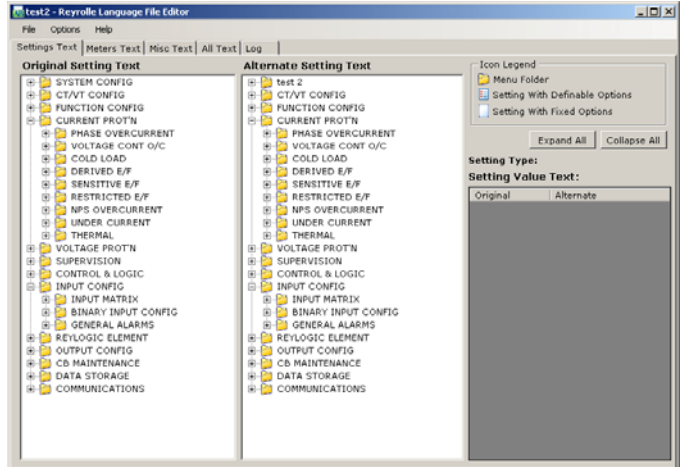 test2 - Reyrolle Language File Editor
File Options Help
Settings Text Meters Text Misc Text All Text Log
Original Setting Text
SYSTEM CONFIG
CT/VT CONFIG
FUNCTION CONFIG
CURRENT PROT'N
PHASE OVERCURRENT
VOLTAGE CONT O/C
COLD LOAD
DERIVED E/F
SENSITIVE E/F
RESTRICTED E/F
NPS OVERCURRENT
UNDER CURRENT
THERMAL
VOLTAGE PROT'N
SUPERVISION
CONTROL & LOGIC
INPUT CONFIG
INPUT MATRIX
BINARY INPUT CONFIG
GENERAL ALARMS
REYLOGIC ELEMENT
OUTPUT CONFIG
CB MAINTENANCE
DATA STORAGE
COMMUNICATIONS
Alternate Setting Text
test 2
CT/VT CONFIG
FUNCTION CONFIG
CURRENT PROT'N
PHASE OVERCURRENT
VOLTAGE CONT O/C
COLD LOAD
DERIVED E/F
SENSITIVE E/F
RESTRICTED E/F
NPS OVERCURRENT
UNDER CURRENT
THERMAL
VOLTAGE PROT'N
SUPERVISION
CONTROL & LOGIC
INPUT CONFIG
INPUT MATRIX
BINARY INPUT CONFIG
GENERAL ALARMS
REYLOGIC ELEMENT
OUTPUT CONFIG
CB MAINTENANCE
DATA STORAGE
COMMUNICATIONS
Icon Legend
Menu Folder
Setting With Definable Options
Setting With Fixed Options
Expand All Collapse All
Setting Type:
Setting Value Text:
Original Alternate